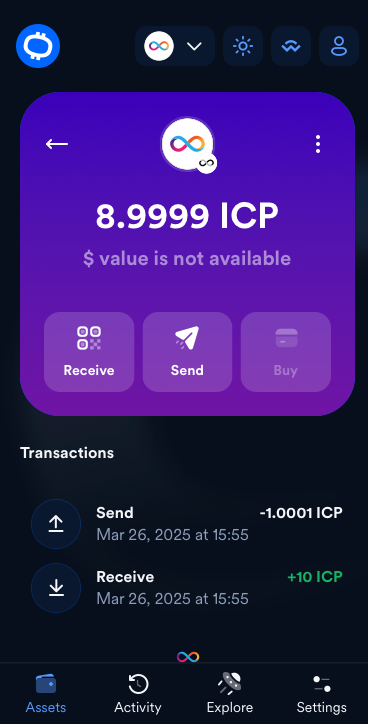 8.9999 ICP
$ value is not available
Receive
Send
Buy
Transactions
Send -1.0001 ICP
Mar 26, 2025 at 15:55
Receive +10 ICP
Mar 26, 2025 at 15:55
Assets
Activity
Explore
Settings